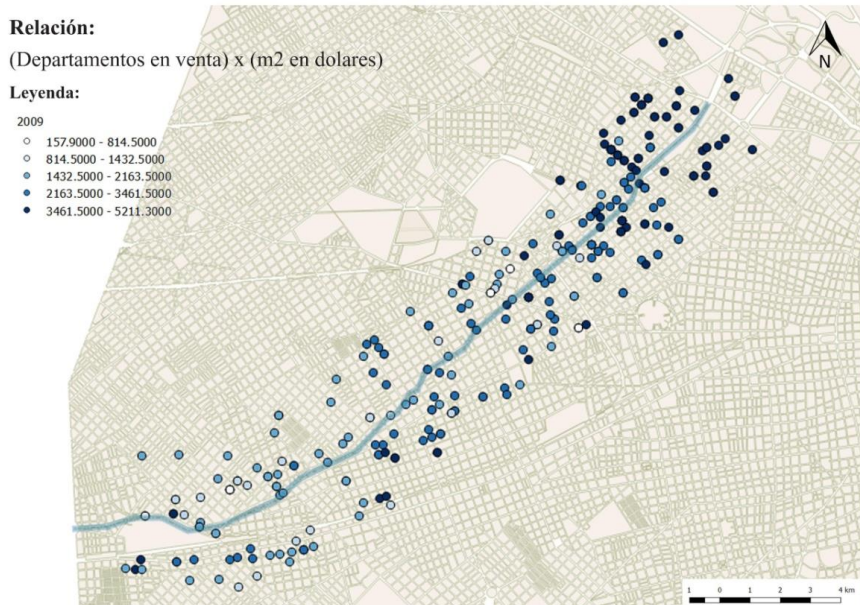 Relación:
(Departamentos en venta) x (m2 en dolares)
Leyenda:
2009
157.9000 - 814.5000
814.5000 - 1432.5000
1432.5000 - 2163.5000
2163.5000 - 3461.5000
3461.5000 - 5211.3000
N
1 0 1 2 3 4 km